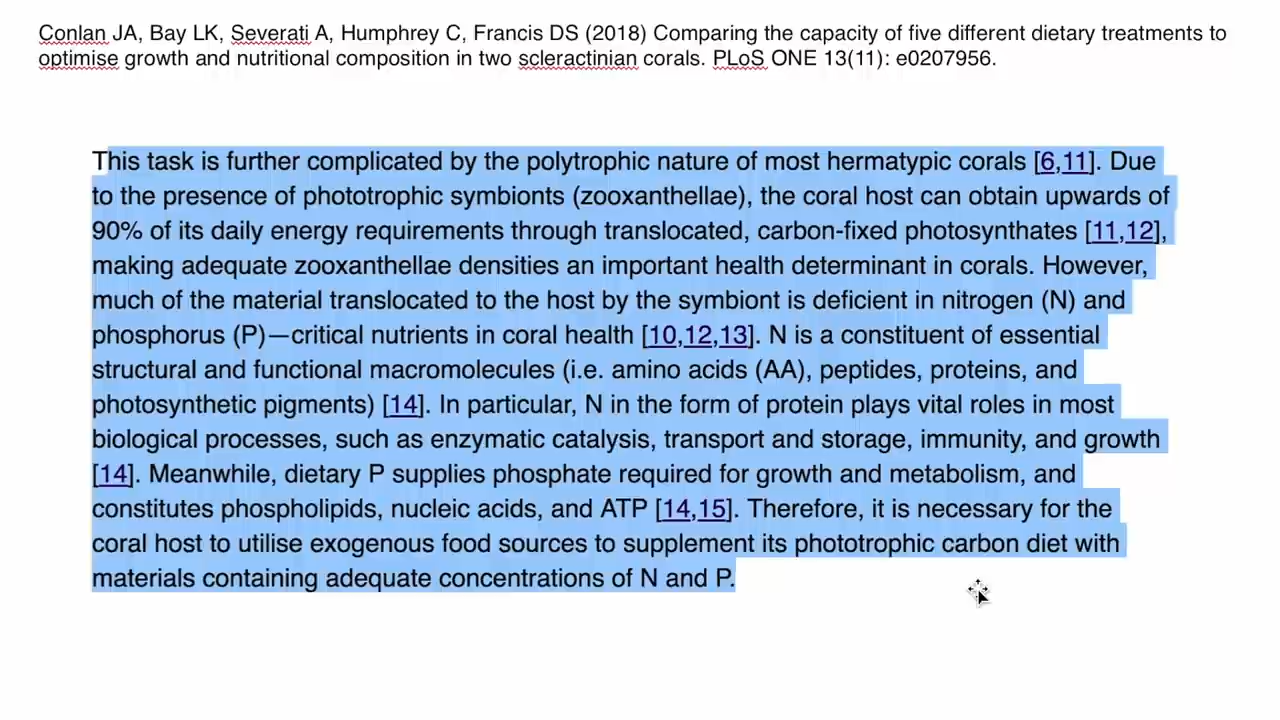 Conlan JA, Bay LK, Severati A, Humphrey C, Francis DS (2018) Comparing the capacity of five different dietary treatments to
optimise growth and nutritional composition in two scleractinian corals. PLoS ONE 13(11): e0207956.
This task is further complicated by the polytrophic nature of most hermatypic corals [6,11]. Due
to the presence of phototrophic symbionts (zooxanthellae), the coral host can obtain upwards of
90% of its daily energy requirements through translocated, carbon-fixed photosynthates [11,12],
making adequate zooxanthellae densities an important health determinant in corals. However,
much of the material translocated to the host by the symbiont is deficient in nitrogen (N) and
phosphorus (P)—critical nutrients in coral health [10,12,13]. N is a constituent of essential
structural and functional macromolecules (i.e. amino acids (AA), peptides, proteins, and
photosynthetic pigments) [14]. In particular, N in the form of protein plays vital roles in most
biological processes, such as enzymatic catalysis, transport and storage, immunity, and growth
[14]. Meanwhile, dietary P supplies phosphate required for growth and metabolism, and
constitutes phospholipids, nucleic acids, and ATP [14,15]. Therefore, it is necessary for the
coral host to utilise exogenous food sources to supplement its phototrophic carbon diet with
materials containing adequate concentrations of N and P.